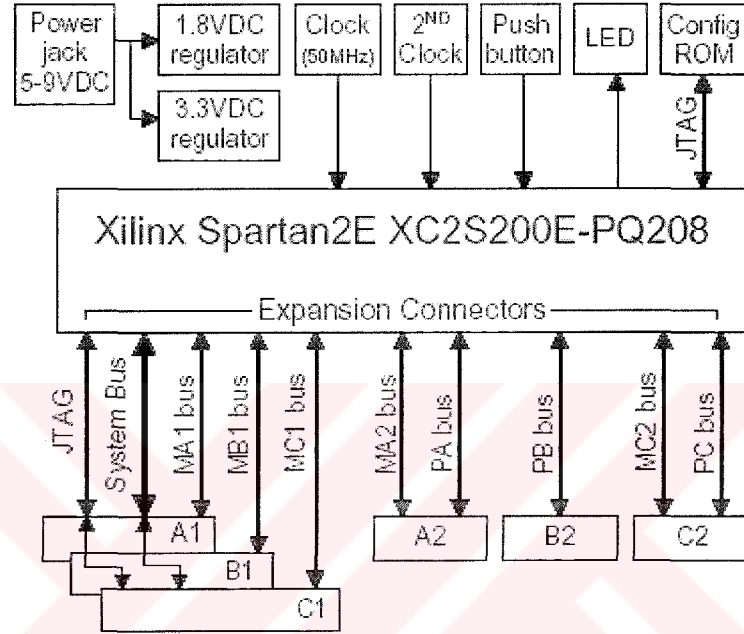 Power
jack
5-9VDC
1.8VDC
regulator
3.3VDC
regulator
Clock
(50MHz)
2ND
Clock
Push
button
LED
Config
ROM
JTAG
Xilinx Spartan2E XC2S200E-PQ208
Expansion Connectors
JTAG
System Bus
MA1 bus
MB1 bus
MC1 bus
MA2 bus
PA bus
PB bus
MC2 bus
PC bus
A1
B1
C1
A2
B2
C2